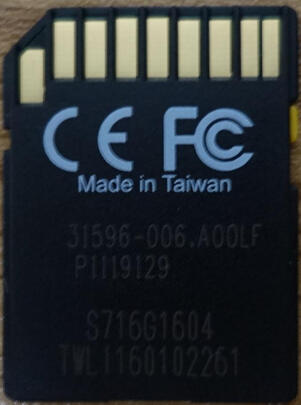 CE FC
Made in Taiwan
31596-006.A00LF
P1119129
S716G1604
TWL1160102261